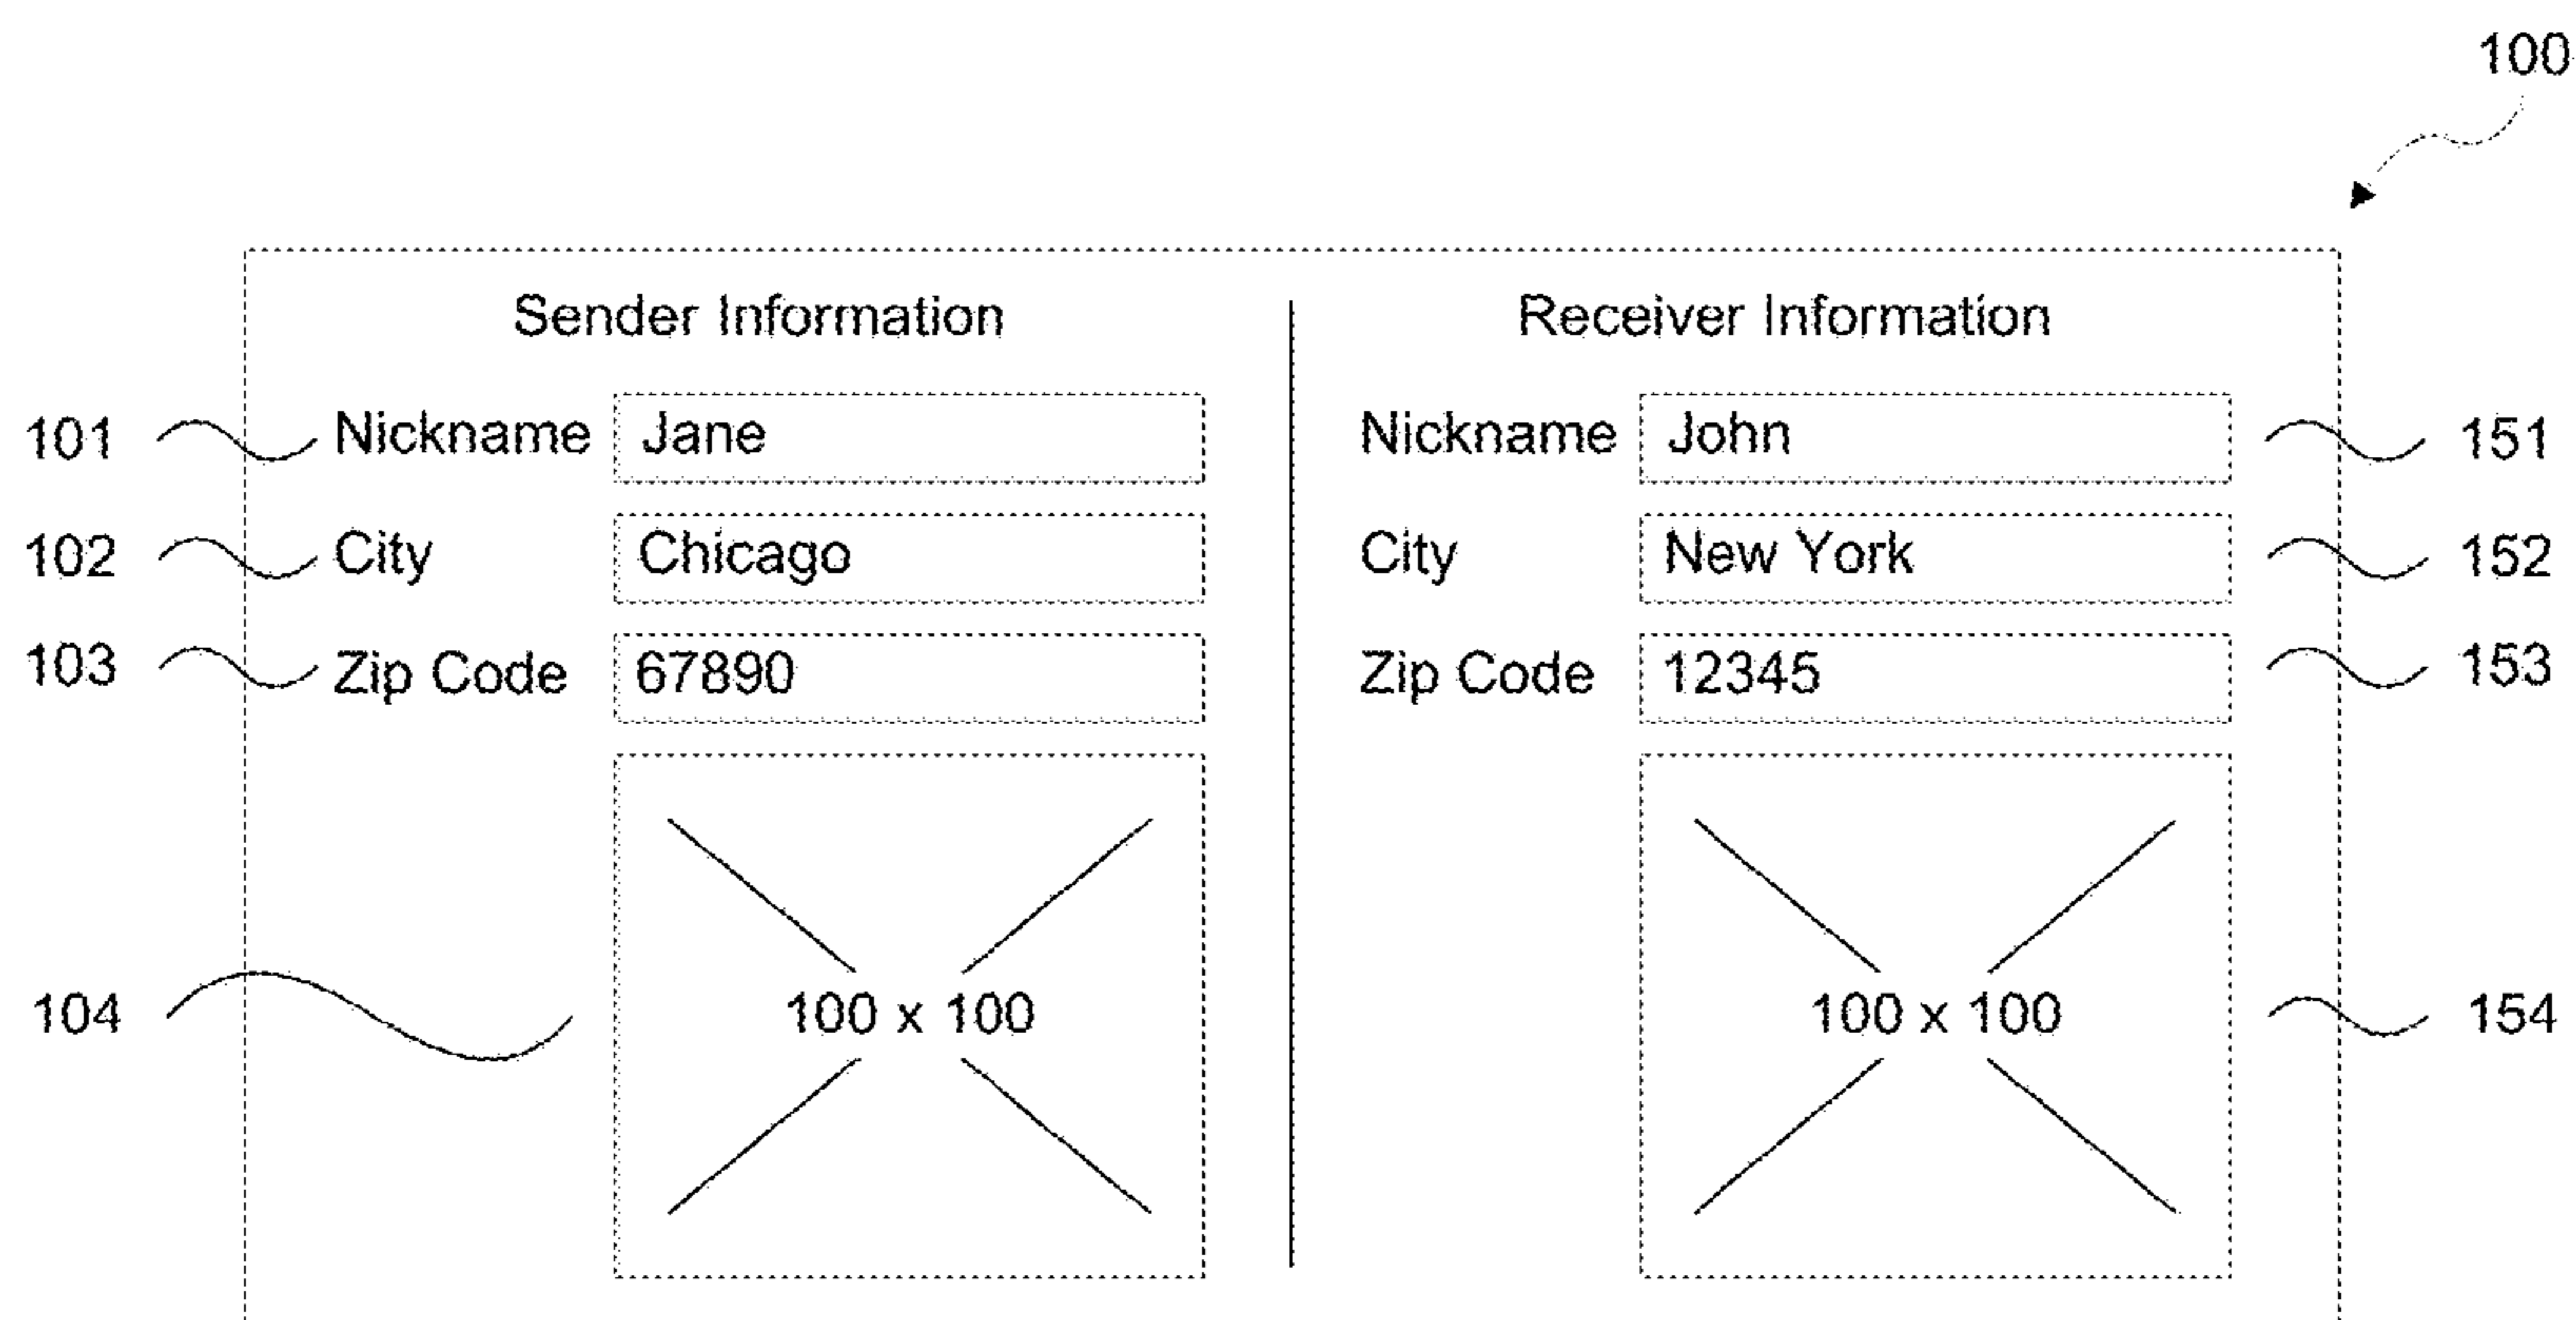 100
Sender Information Receiver Information
101 Nickname Jane Nickname John 151
102 City Chicago City New York 152
103 Zip Code 67890 Zip Code 12345 153
104 100 x 100 100 x 100 154